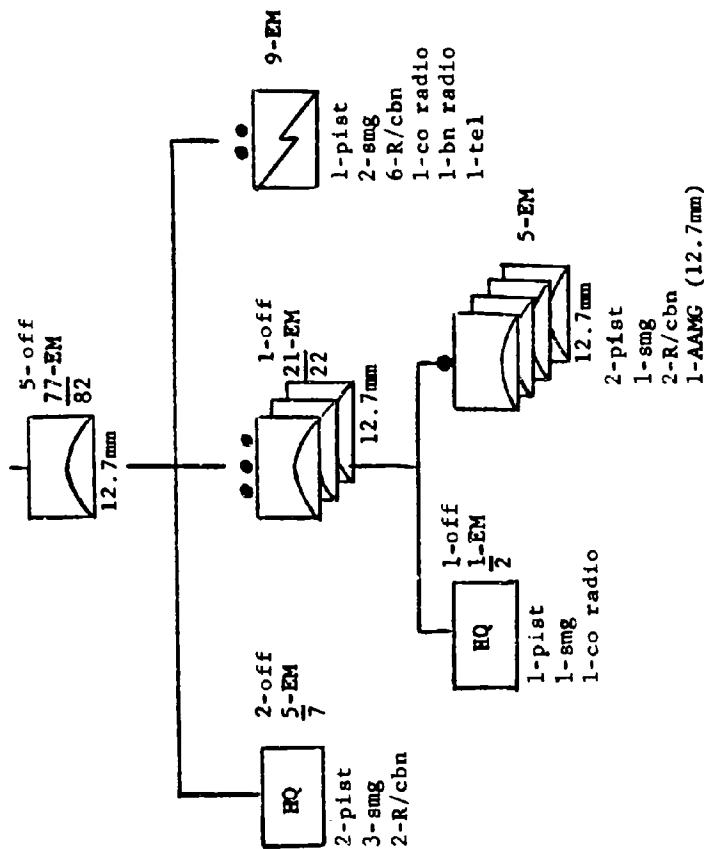 5-off
77-EM
82
12.7mm
HQ
2-off
5-EM
7
2-pist
3-smg
2-R/cbn
1-off
21-EM
22
12.7mm
9-EM
1-pist
2-smg
6-R/cbn
1-co radio
1-bn radio
1-tel
HQ
1-off
1-EM
2
1-pist
1-smg
1-co radio
5-EM
12.7mm
2-pist
1-smg
2-R/cbn
1-AAMG (12.7mm)